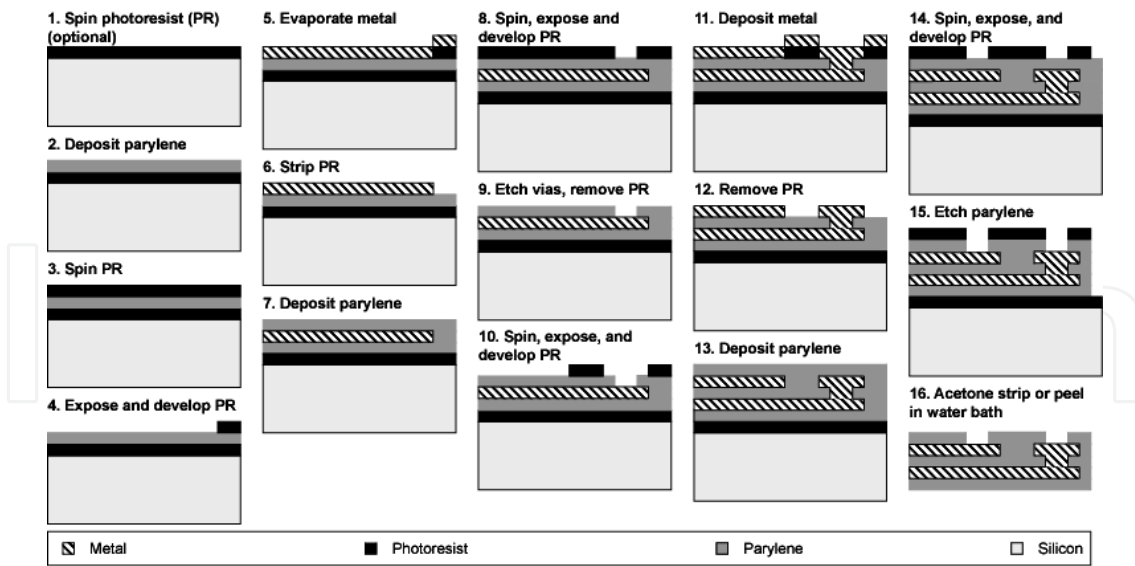 1. Spin photoresist (PR)
(optional)
2. Deposit parylene
3. Spin PR
4. Expose and develop PR
5. Evaporate metal
6. Strip PR
7. Deposit parylene
8. Spin, expose and
develop PR
9. Etch vias, remove PR
10. Spin, expose, and
develop PR
11. Deposit metal
12. Remove PR
13. Deposit parylene
14. Spin, expose, and
develop PR
15. Etch parylene
16. Acetone strip or peel
in water bath
Metal
Photoresist
Parylene
Silicon